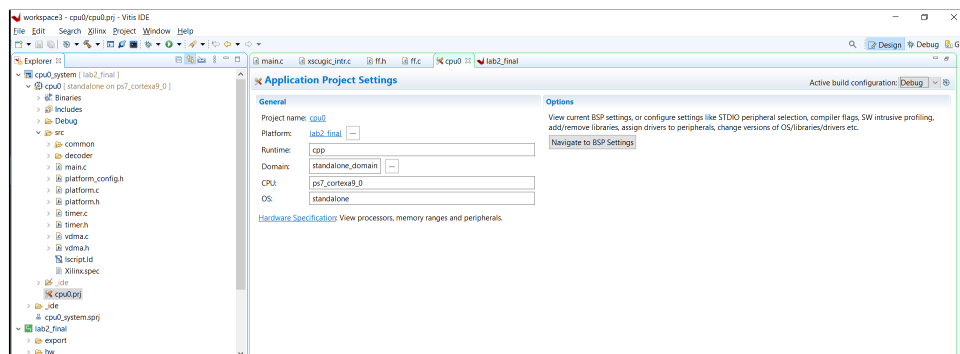 workspace3 - cpu0/cpu0.prj - Vitis IDE
File Edit Search Xilinx Project Window Help
Design Debug
Explorer
cpu0_system [ lab2_final ]
cpu0 [ standalone on ps7_cortexa9_0 ]
Binaries
Includes
Debug
src
common
decoder
main.c
platform_config.h
platform.c
platform.h
timer.c
timer.h
vdma.c
vdma.h
lscript.ld
Xilinx.spec
_ide
cpu0.prj
_ide
cpu0_system.sprj
lab2_final
export
hw
main.c xscugic_intr.c ff.h ff.c cpu0 lab2_final
Application Project Settings
Active build configuration: Debug
General
Project name: cpu0
Platform: lab2_final ...
Runtime: cpp
Domain: standalone_domain ...
CPU: ps7_cortexa9_0
OS: standalone
Hardware Specification: View processors, memory ranges and peripherals.
Options
View current BSP settings, or configure settings like STDIO peripheral selection, compiler flags, SW intrusive profiling,
add/remove libraries, assign drivers to peripherals, change versions of OS/libraries/drivers etc.
Navigate to BSP Settings